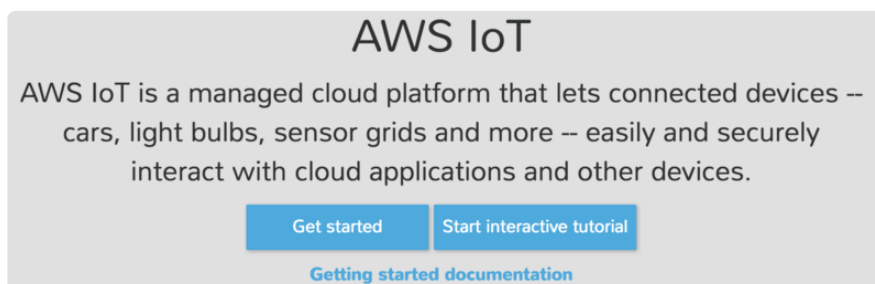 AWS IoT
AWS IoT is a managed cloud platform that lets connected devices --
cars, light bulbs, sensor grids and more -- easily and securely
interact with cloud applications and other devices.
Get started
Start interactive tutorial
Getting started documentation